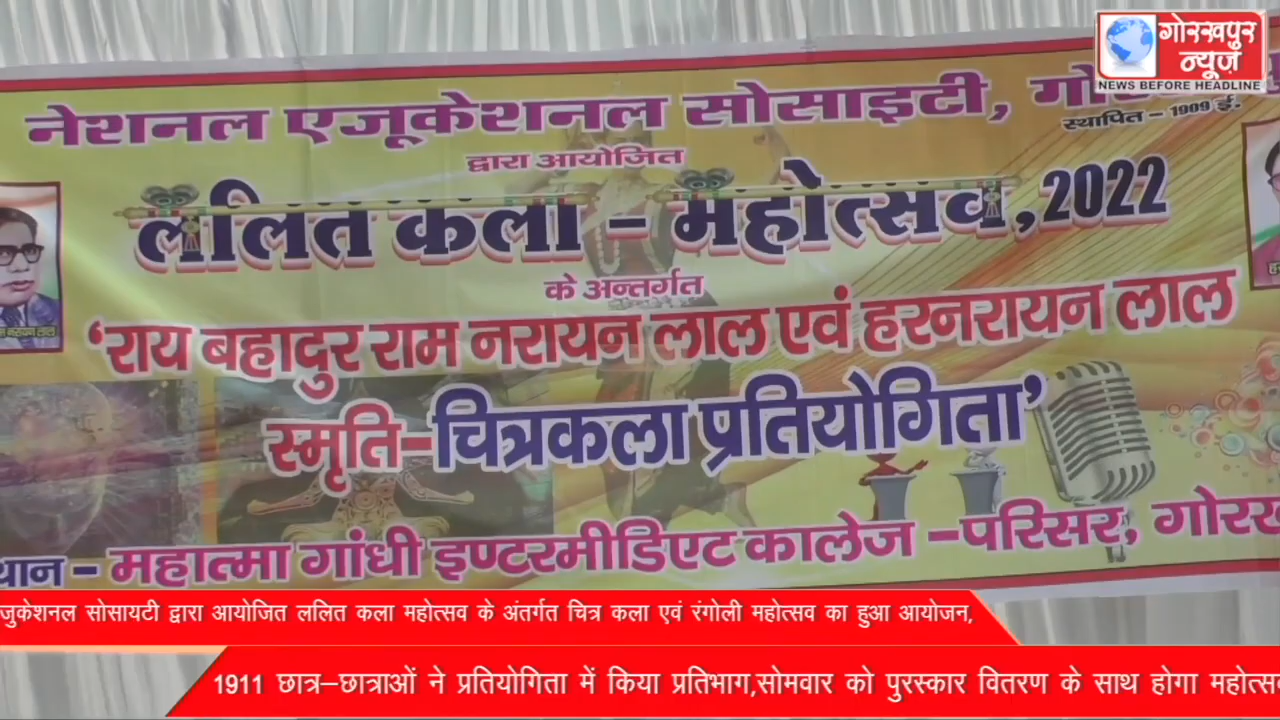 गोरखपुर
न्यूज़
NEWS BEFORE HEADLINE
नेशनल एजूकेशनल सोसाइटी,
स्थापित – 1909 ई.
द्वारा आयोजित
ललित कला – महोत्सव, 2022
के अन्तर्गत
‘राय बहादुर राम नरायन लाल एवं हरनरायन लाल
स्मृति–चित्रकला प्रतियोगिता’
– महात्मा गांधी इण्टरमीडिएट कालेज –परिसर,
सोसायटी द्वारा आयोजित ललित कला महोत्सव के अंतर्गत चित्र कला एवं रंगोली महोत्सव का हुआ आयोजन,
1911 छात्र–छात्राओं ने प्रतियोगिता में किया प्रतिभाग,सोमवार को पुरस्कार वितरण के साथ होगा